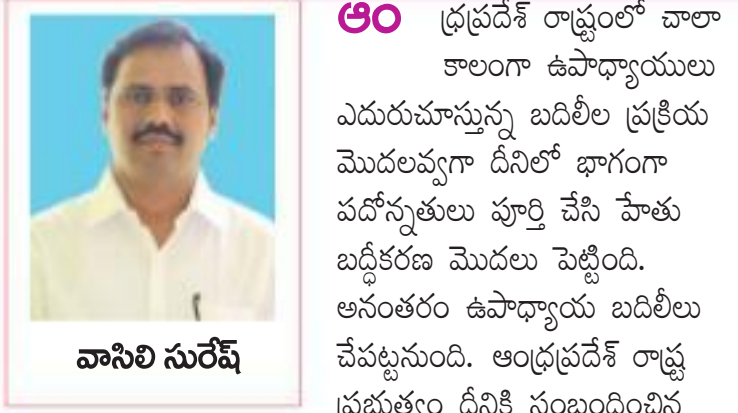 వాసిలి సురేష్
ఆంధ్రప్రదేశ్ రాష్ట్రంలో చాలా
కాలంగా ఉపాధ్యాయులు
ఎదురుచూస్తున్న బదిలీల ప్రక్రియ
మొదలవ్వగా దీనిలో భాగంగా
పదోన్నతులు పూర్తి చేసి హేతు
బద్ధీకరణ మొదలు పెట్టింది.
అనంతరం ఉపాధ్యాయ బదిలీలు
చేపట్టనుంది. ఆంధ్రప్రదేశ్ రాష్ట్ర
ప్రభుత్వం దీనికి సంబంధించిన